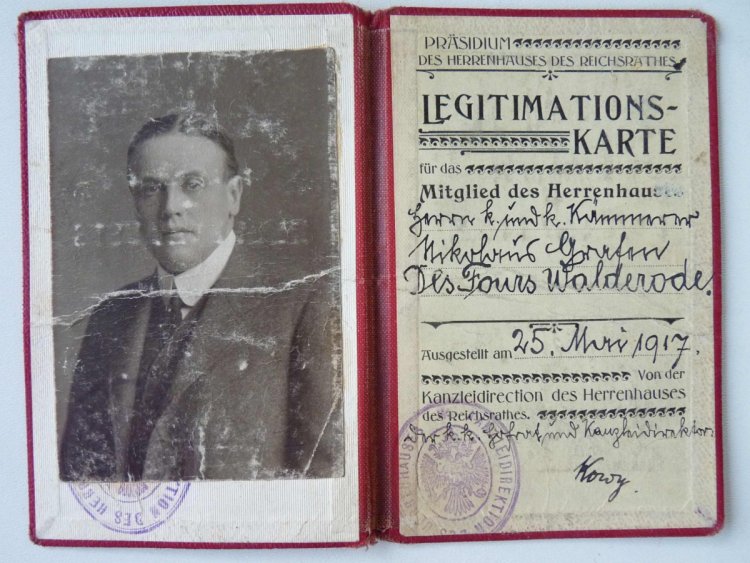 PRÄSIDIUM
DES HERRENHAUSES DES REICHSRATHES
LEGITIMATIONS-
KARTE
für das
Mitglied des Herrenhauses
Herrn k. und k. Kämmerer
Nikolaus Grafen
Des Fours Walderode.
Ausgestellt am 25. Mai 1917.
Von der
Kanzleidirection des Herrenhauses
des Reichsrathes.
Der k. k. Hofrat und Kanzleidirektor: